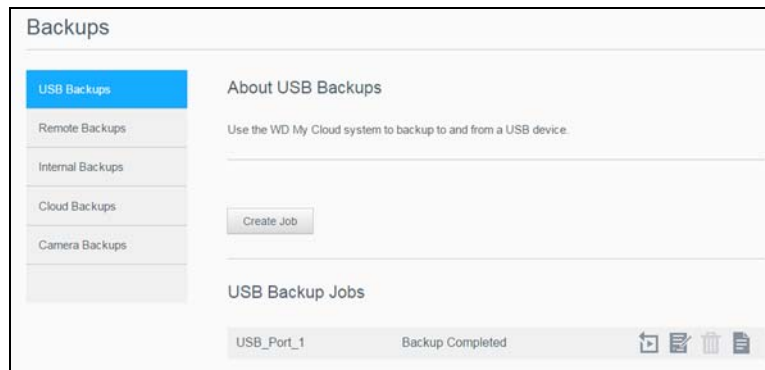 Backups
USB Backups
Remote Backups
Internal Backups
Cloud Backups
Camera Backups
About USB Backups
Use the WD My Cloud system to backup to and from a USB device.
Create Job
USB Backup Jobs
USB_Port_1 Backup Completed